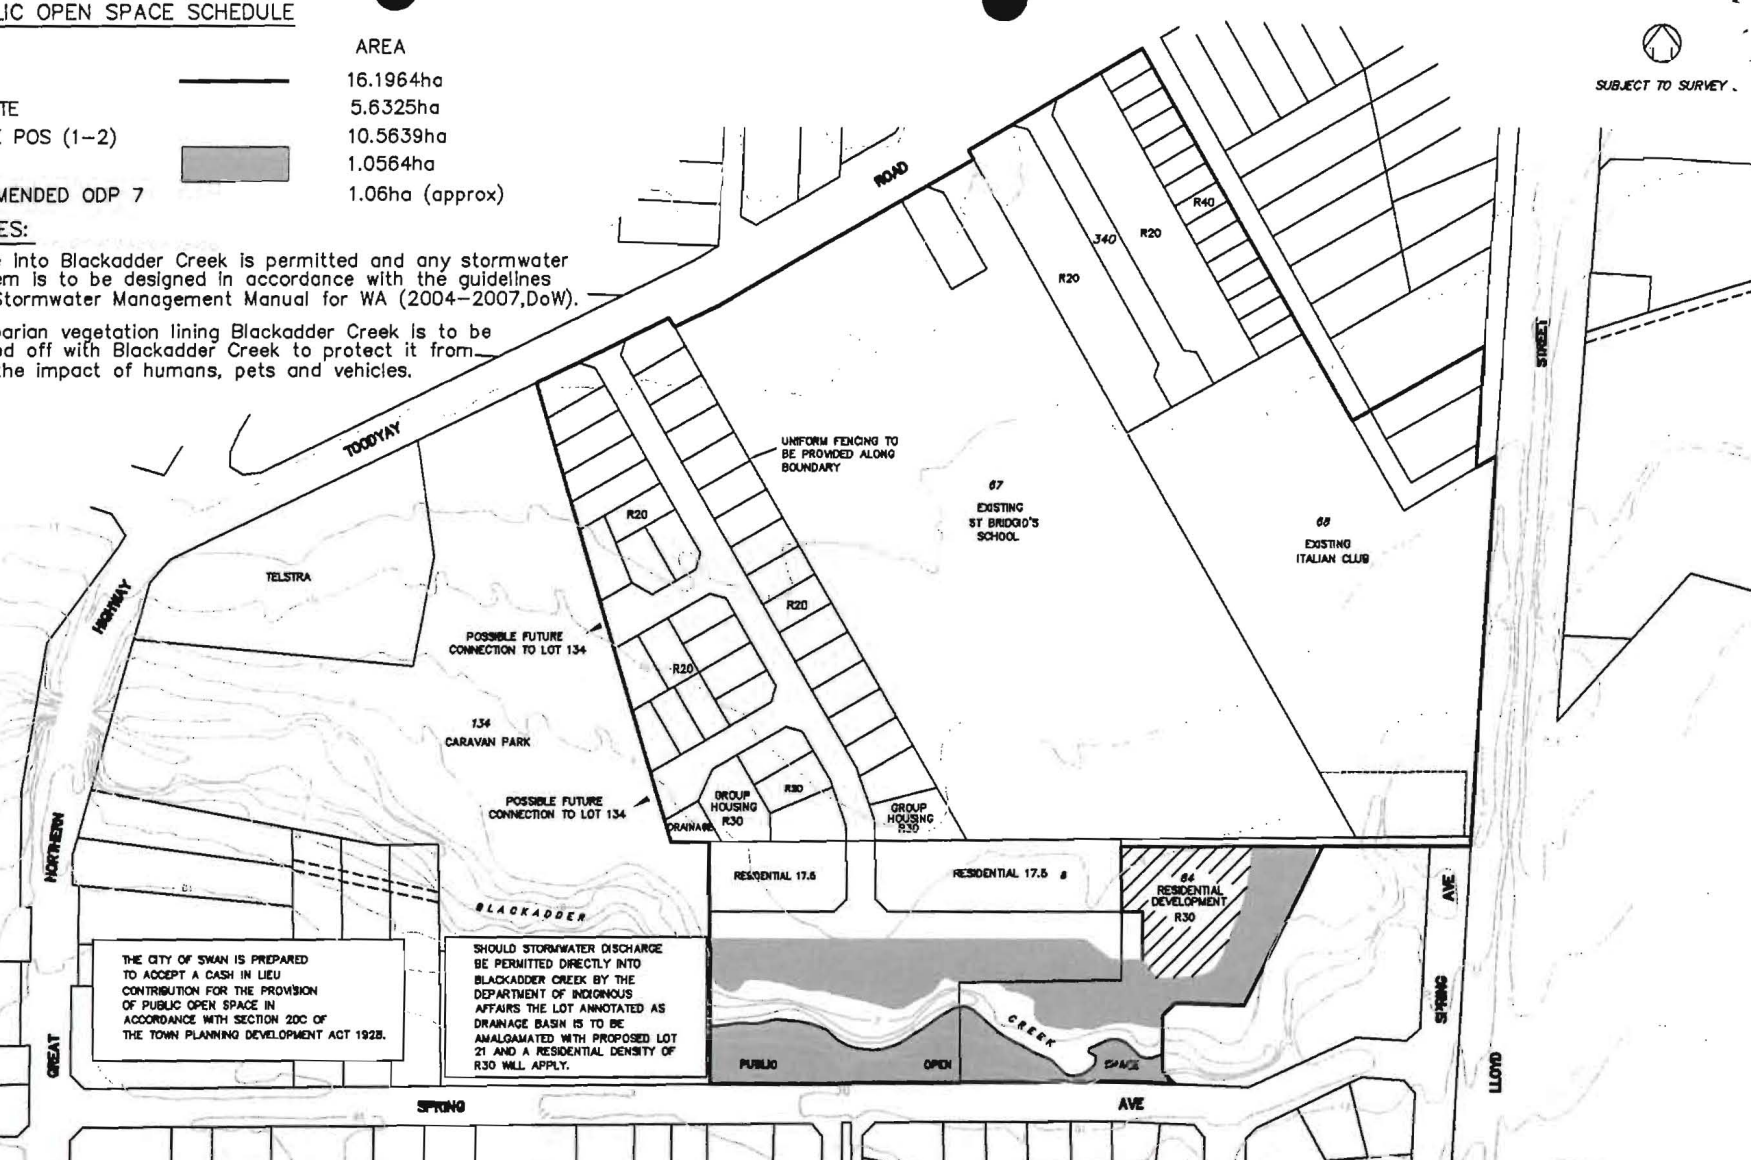 LIC OPEN SPACE SCHEDULE
AREA
16.1964ha
TE 5.6325ha
POS (1-2) 10.5639ha
1.0564ha
MENDED ODP 7 1.06ha (approx)
ES:
into Blackadder Creek is permitted and any stormwater
em is to be designed in accordance with the guidelines
Stormwater Management Manual for WA (2004-2007,DoW).
arian vegetation lining Blackadder Creek is to be
ed off with Blackadder Creek to protect it from
the impact of humans, pets and vehicles.
SUBJECT TO SURVEY.
ROAD
TOODYAY
R40
340
R20
R20
STREET
UNIFORM FENCING TO
BE PROVIDED ALONG
BOUNDARY
67
EXISTING
ST BRIDGID'S
SCHOOL
68
EXISTING
ITALIAN CLUB
R20
TELSTRA
HIGHWAY
R20
POSSIBLE FUTURE
CONNECTION TO LOT 134
R20
134
CARAVAN PARK
POSSIBLE FUTURE
CONNECTION TO LOT 134
GROUP
HOUSING
R30
R30
DRAINAGE
GROUP
HOUSING
R30
NORTHERN
RESIDENTIAL 17.5
RESIDENTIAL 17.5
64
RESIDENTIAL
DEVELOPMENT
R30
AVE
BLACKADDER
THE CITY OF SWAN IS PREPARED
TO ACCEPT A CASH IN LIEU
CONTRIBUTION FOR THE PROVISION
OF PUBLIC OPEN SPACE IN
ACCORDANCE WITH SECTION 20C OF
THE TOWN PLANNING DEVELOPMENT ACT 1928.
SHOULD STORMWATER DISCHARGE
BE PERMITTED DIRECTLY INTO
BLACKADDER CREEK BY THE
DEPARTMENT OF INDIGINOUS
AFFAIRS THE LOT ANNOTATED AS
DRAINAGE BASIN IS TO BE
AMALGAMATED WITH PROPOSED LOT
21 AND A RESIDENTIAL DENSITY OF
R30 WILL APPLY.
CREEK
SPRING
GREAT
PUBLIC OPEN SPACE
LLOYD
SPRING AVE